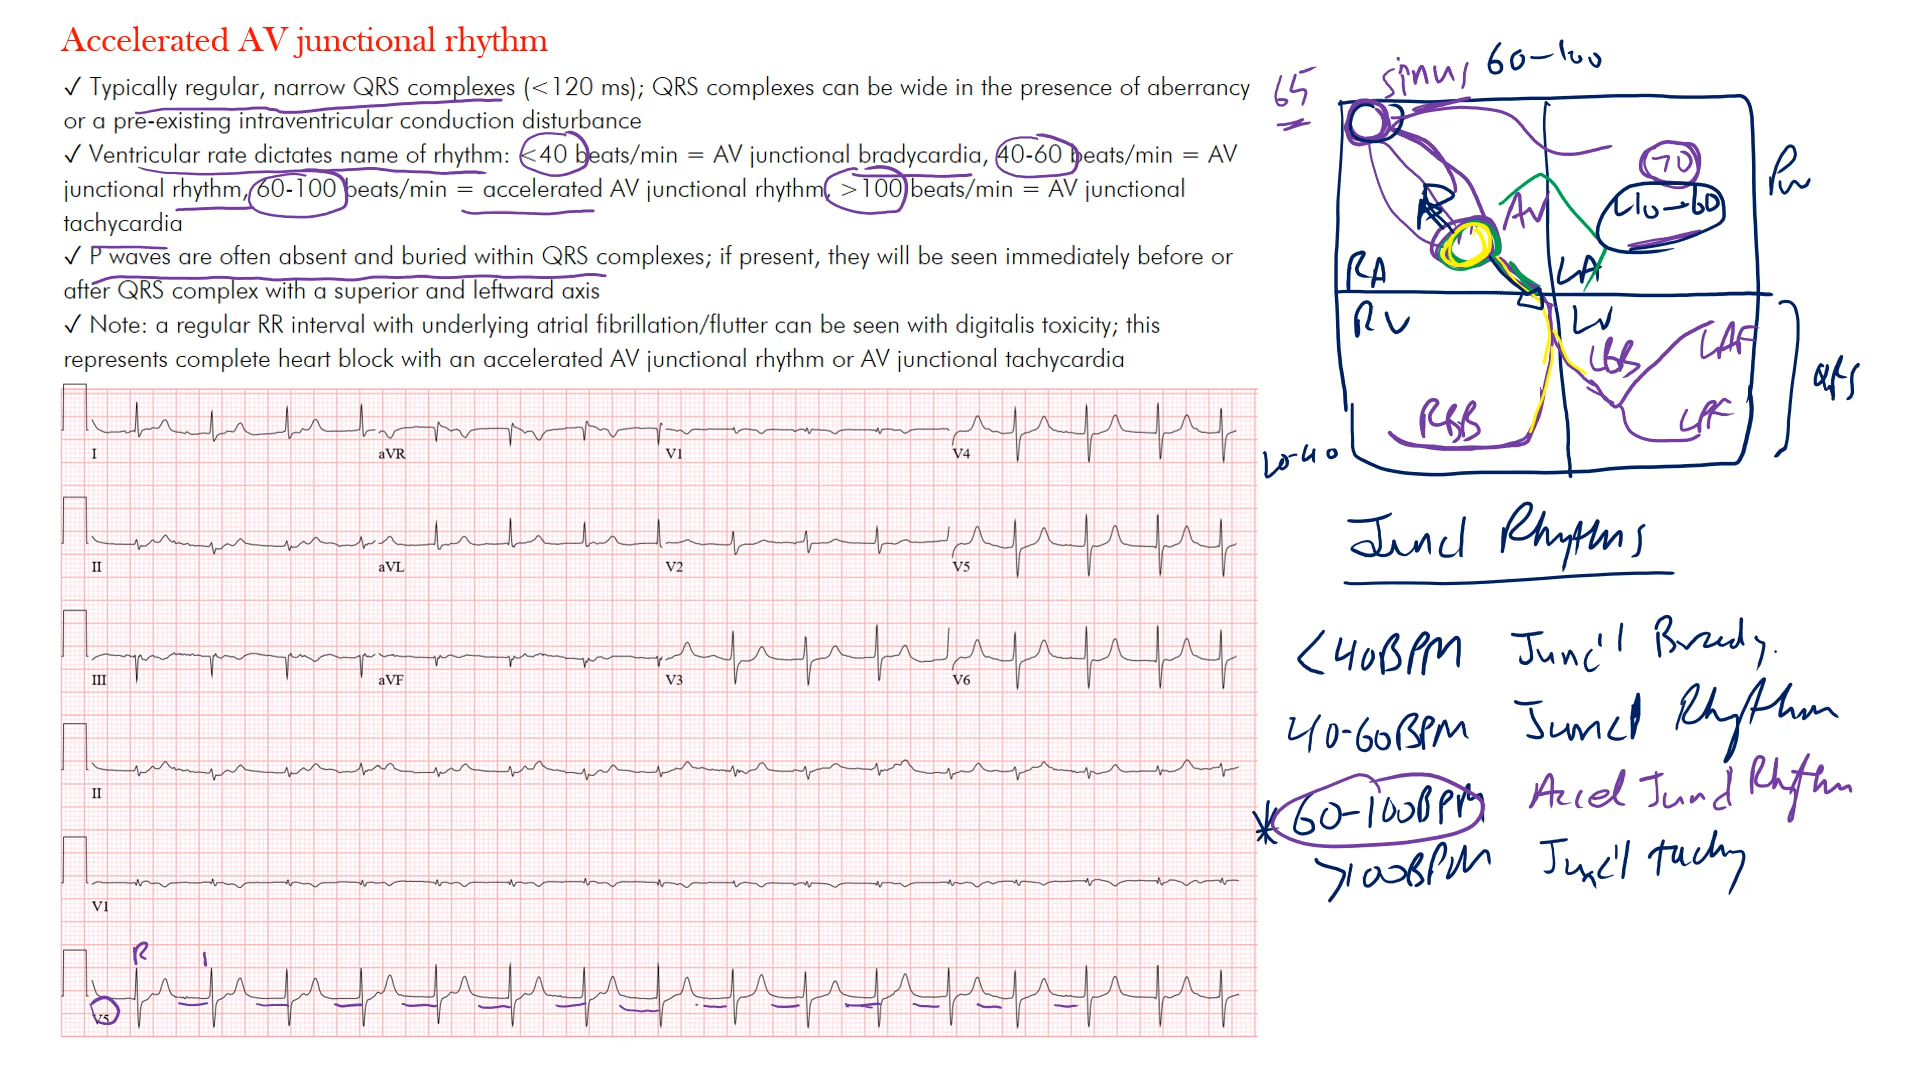 Accelerated AV junctional rhythm
✓ Typically regular, narrow QRS complexes (<120 ms); QRS complexes can be wide in the presence of aberrancy
or a pre-existing intraventricular conduction disturbance
✓ Ventricular rate dictates name of rhythm: <40 beats/min = AV junctional bradycardia, 40-60 beats/min = AV
junctional rhythm, 60-100 beats/min = accelerated AV junctional rhythm, >100 beats/min = AV junctional
tachycardia
✓ P waves are often absent and buried within QRS complexes; if present, they will be seen immediately before or
after QRS complex with a superior and leftward axis
✓ Note: a regular RR interval with underlying atrial fibrillation/flutter can be seen with digitalis toxicity; this
represents complete heart block with an accelerated AV junctional rhythm or AV junctional tachycardia
65 sinus 60-100
70
AV 40-60
RA LA
RV LV
LBB LAF
RBB LPF
QRS
20-40
Junc'l Rhythms
<40BPM Junc'l Brady.
40-60BPM Junc'l Rhythm
* 60-100BPM Accel Junc'l Rhythm
>100BPM Junc'l tachy
I aVR V1 V4
II aVL V2 V5
III aVF V3 V6
II
V1
R
V5